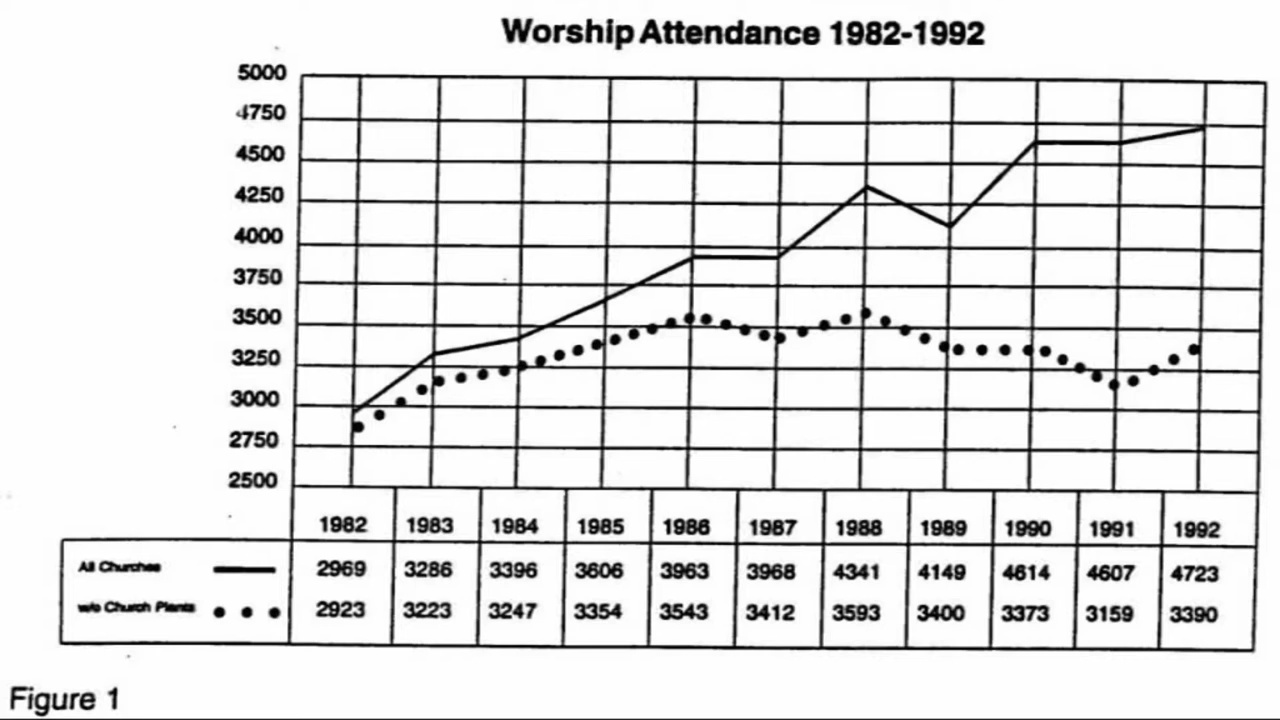 Worship Attendance 1982-1992
5000
4750
4500
4250
4000
3750
3500
3250
3000
2750
2500
1982 1983 1984 1985 1986 1987 1988 1989 1990 1991 1992
All Churches 2969 3286 3396 3606 3963 3968 4341 4149 4614 4607 4723
w/o Church Plants 2923 3223 3247 3354 3543 3412 3593 3400 3373 3159 3390
Figure 1